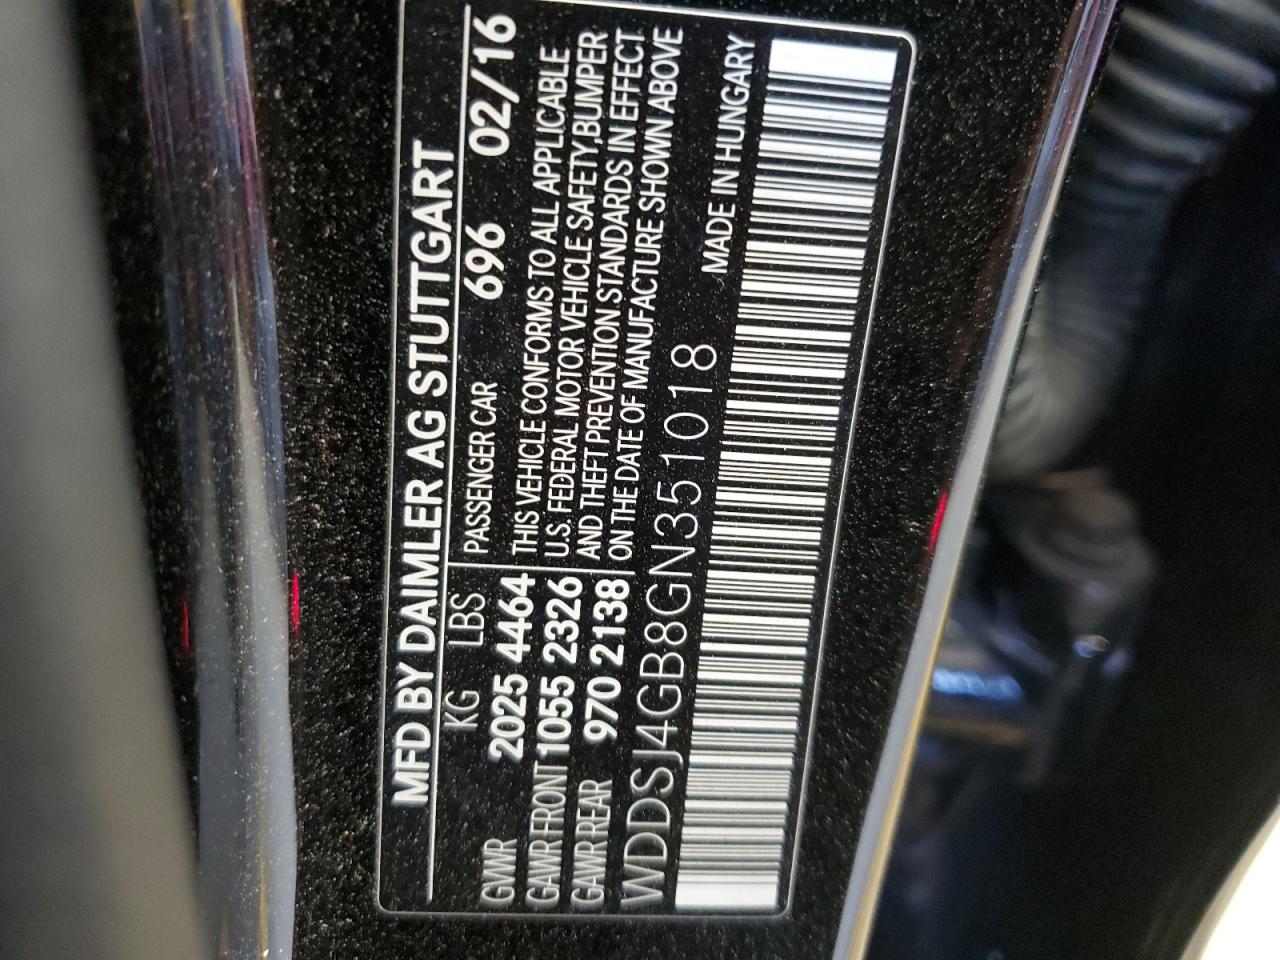 MFD BY DAIMLER AG STUTTGART
KG LBS
GVWR 2025 4464
GAWR FRONT 1055 2326
GAWR REAR 970 2138
PASSENGER CAR 696 02/16
THIS VEHICLE CONFORMS TO ALL APPLICABLE
U.S. FEDERAL MOTOR VEHICLE SAFETY,BUMPER
AND THEFT PREVENTION STANDARDS IN EFFECT
ON THE DATE OF MANUFACTURE SHOWN ABOVE
WDDSJ4GB8GN351018
MADE IN HUNGARY